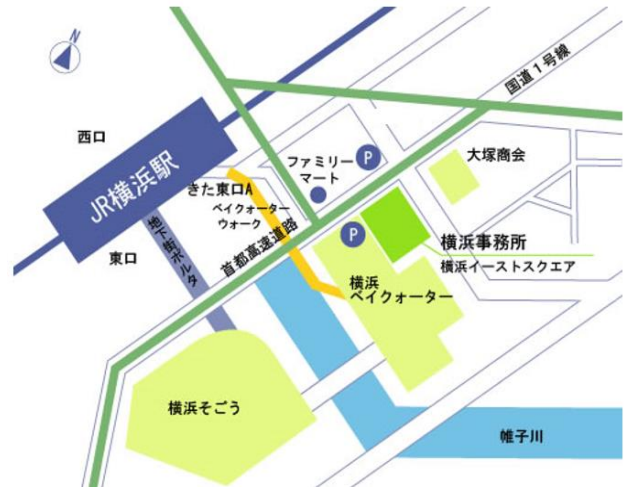 N
国道1号線
西口
JR横浜駅
大塚商会
ファミリー
マート
P
きた東口A
ベイクォーター
ウォーク
地下街ポルタ
東口
首都高速道路
P
横浜事務所
横浜イーストスクエア
横浜
ベイクォーター
横浜そごう
帷子川